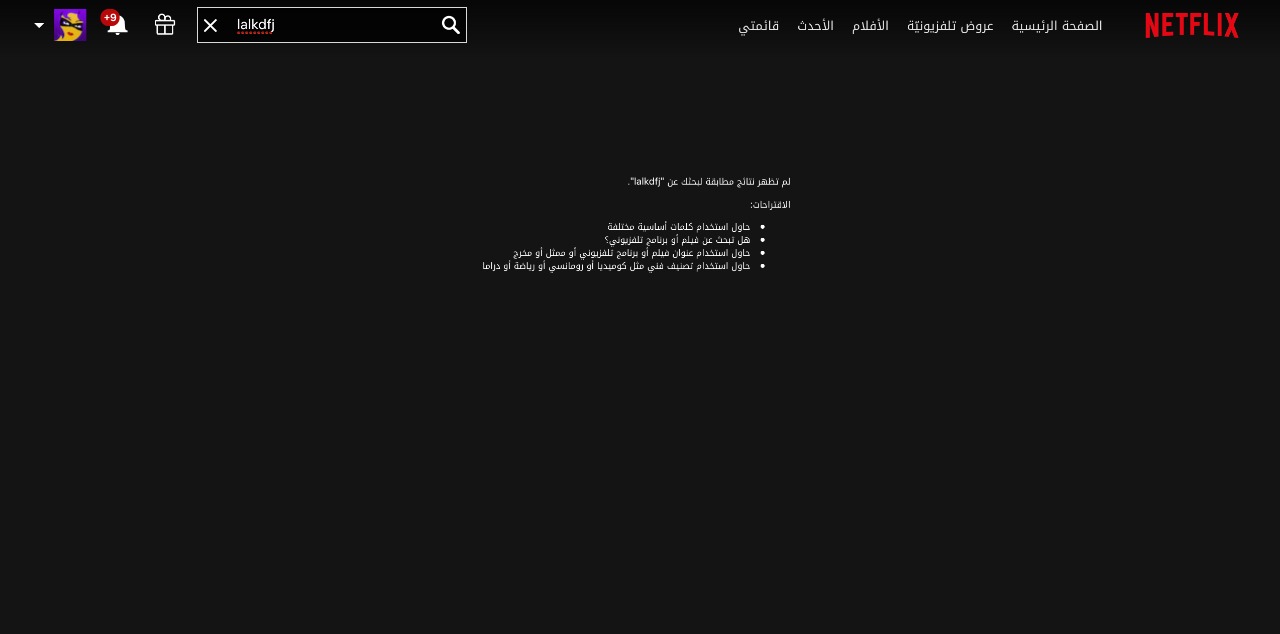 NETFLIX
الصفحة الرئيسية
عروض تلفزيونيّة
الأفلام
الأحدث
قائمتي
lalkdfj
+9
لم تظهر نتائج مطابقة لبحثك عن "lalkdfj".
الاقتراحات:
حاول استخدام كلمات أساسية مختلفة
هل تبحث عن فيلم أو برنامج تلفزيوني؟
حاول استخدام عنوان فيلم أو برنامج تلفزيوني أو ممثل أو مخرج
حاول استخدام تصنيف فني مثل كوميديا أو رومانسي أو رياضة أو دراما